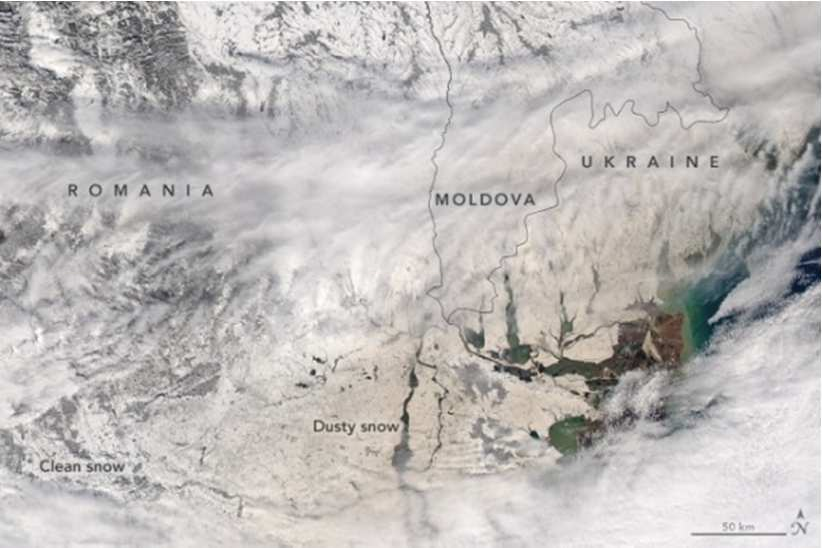 ROMANIA
MOLDOVA
UKRAINE
Dusty snow
Clean snow
50 km
N